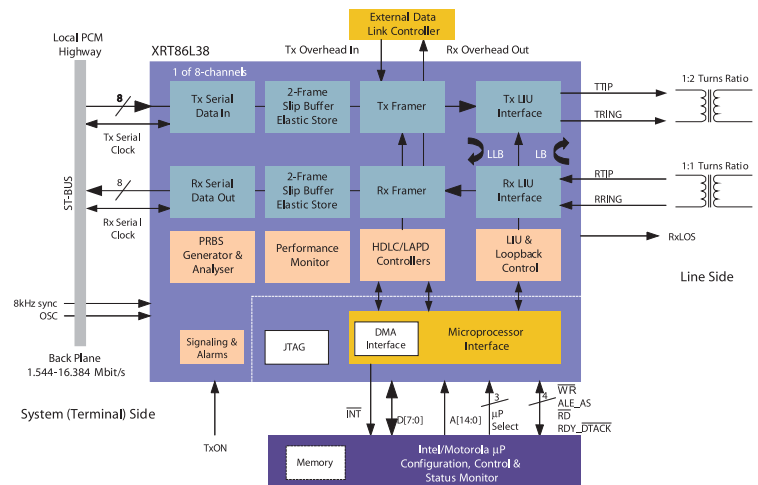 External Data
Link Controller
Local PCM
Highway
XRT86L38
Tx Overhead In
Rx Overhead Out
1 of 8-channels
8
Tx Serial
Data In
2-Frame
Slip Buffer
Elastic Store
Tx Framer
Tx LIU
Interface
TTIP
TRING
1:2 Turns Ratio
Tx Serial
Clock
LLB
LB
ST-BUS
8
Rx Serial
Data Out
2-Frame
Slip Buffer
Elastic Store
Rx Framer
Rx LIU
Interface
RTIP
RRING
1:1 Turns Ratio
Rx Serial
Clock
PRBS
Generator &
Analyser
Performance
Monitor
HDLC/LAPD
Controllers
LIU &
Loopback
Control
RxLOS
Line Side
8kHz sync
OSC
Signaling &
Alarms
JTAG
DMA
Interface
Microprocessor
Interface
Back Plane
1.544-16.384 Mbit/s
System (Terminal) Side
TxON
INT
D[7:0]
A[14:0]
3
µP
Select
4
WR
ALE_AS
RD
RDY_DTACK
Memory
Intel/Motorola µP
Configuration, Control &
Status Monitor